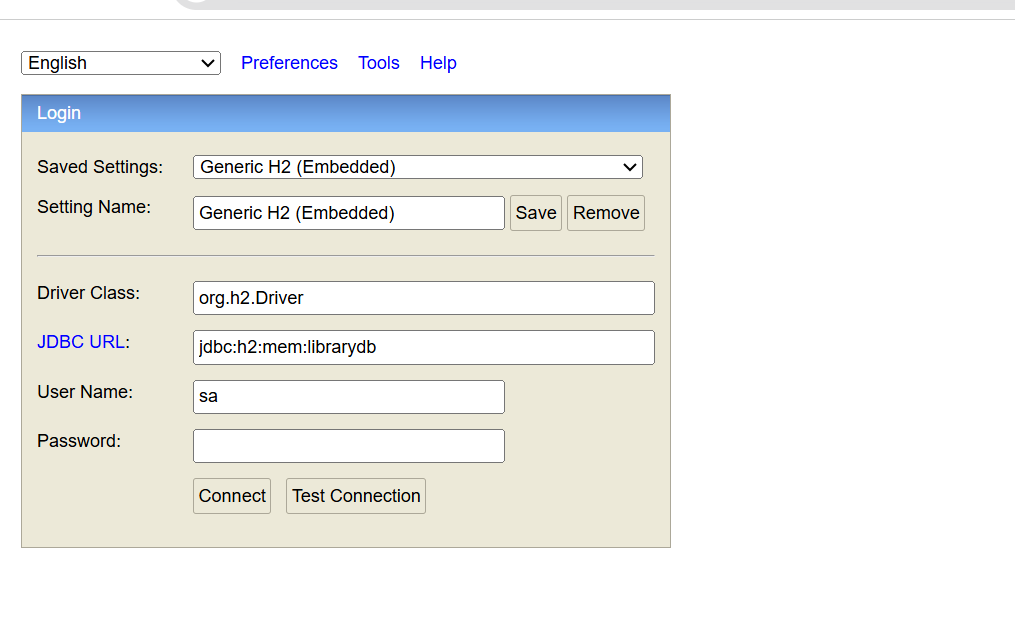 English Preferences Tools Help
Login
Saved Settings: Generic H2 (Embedded)
Setting Name: Generic H2 (Embedded) Save Remove
Driver Class: org.h2.Driver
JDBC URL: jdbc:h2:mem:librarydb
User Name: sa
Password:
Connect Test Connection